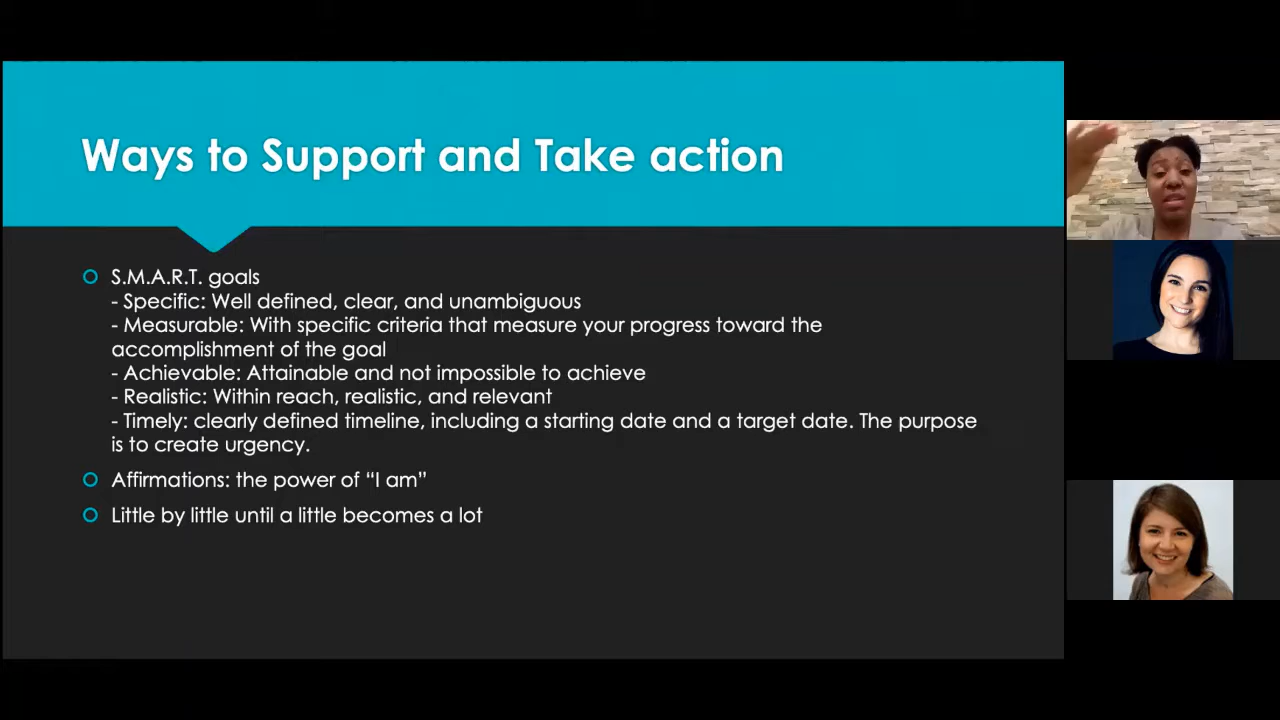 Ways to Support and Take action
S.M.A.R.T. goals
- Specific: Well defined, clear, and unambiguous
- Measurable: With specific criteria that measure your progress toward the
accomplishment of the goal
- Achievable: Attainable and not impossible to achieve
- Realistic: Within reach, realistic, and relevant
- Timely: clearly defined timeline, including a starting date and a target date. The purpose
is to create urgency.
Affirmations: the power of “I am”
Little by little until a little becomes a lot